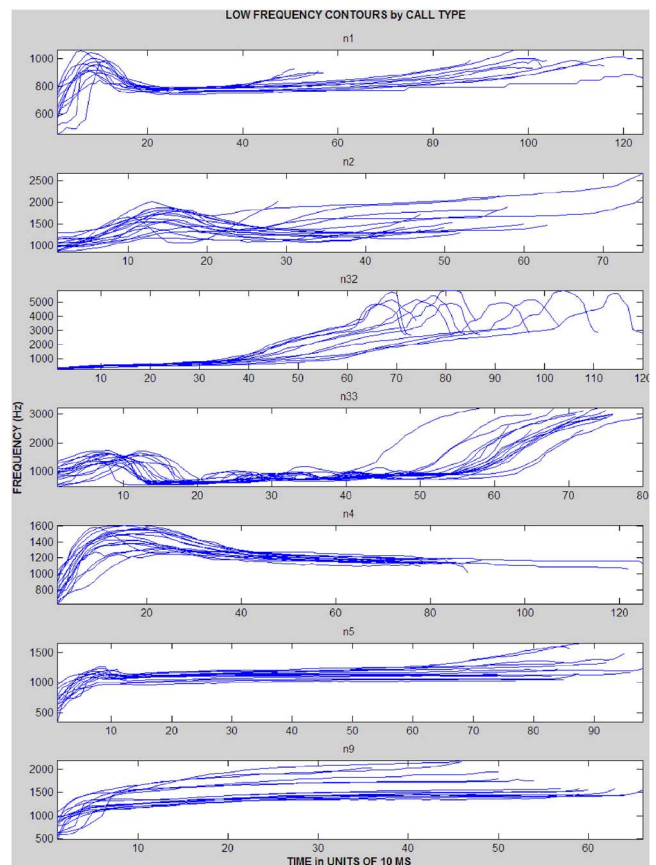 LOW FREQUENCY CONTOURS by CALL TYPE
n1
1000
800
600
20 40 60 80 100 120
n2
2500
2000
1500
1000
10 20 30 40 50 60 70
n32
5000
4000
3000
2000
1000
10 20 30 40 50 60 70 80 90 100 110 120
n33
3000
2000
1000
10 20 30 40 50 60 70 80
FREQUENCY (Hz)
n4
1600
1400
1200
1000
800
20 40 60 80 100 120
n5
1500
1000
500
10 20 30 40 50 60 70 80 90
n9
2000
1500
1000
500
10 20 30 40 50 60
TIME in UNITS OF 10 MS